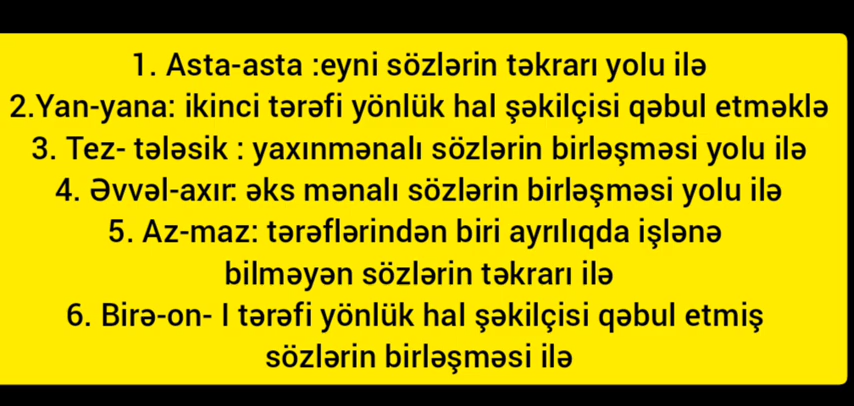 1. Asta-asta :eyni sözlərin təkrarı yolu ilə
2.Yan-yana: ikinci tərəfi yönlük hal şəkilçisi qəbul etməklə
3. Tez- tələsik : yaxınmənalı sözlərin birləşməsi yolu ilə
4. Əvvəl-axır: əks mənalı sözlərin birləşməsi yolu ilə
5. Az-maz: tərəflərindən biri ayrılıqda işlənə
bilməyən sözlərin təkrarı ilə
6. Birə-on- I tərəfi yönlük hal şəkilçisi qəbul etmiş
sözlərin birləşməsi ilə